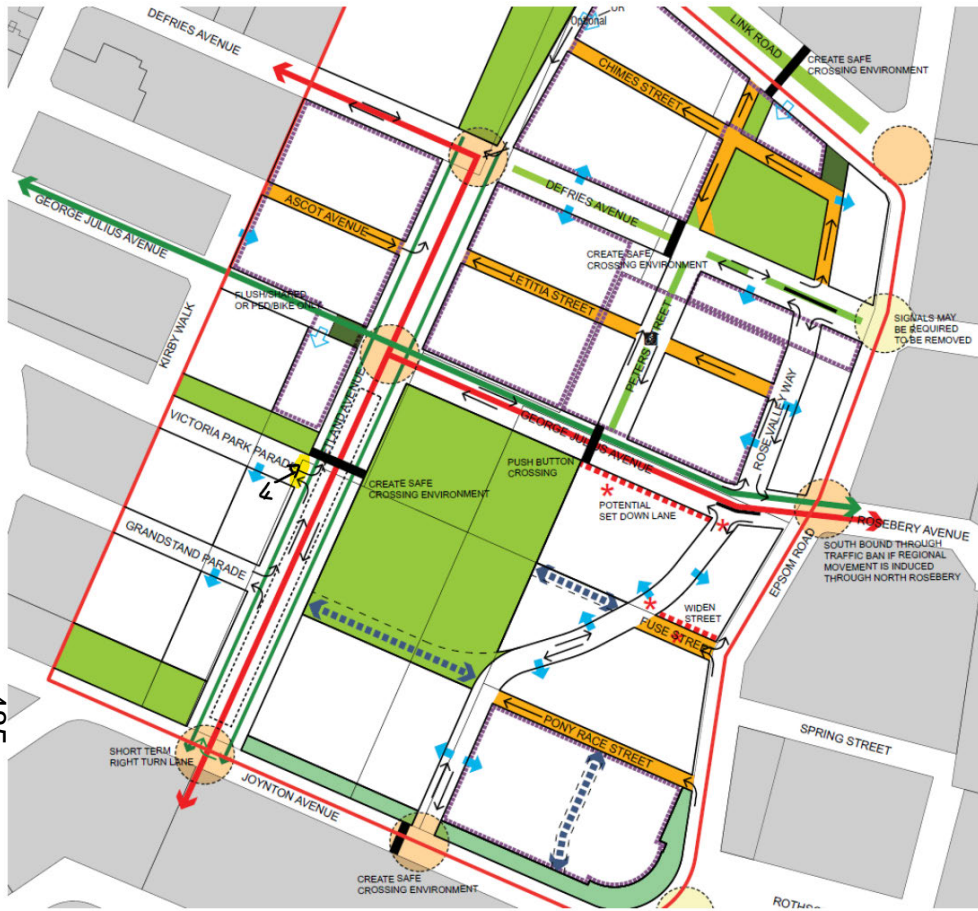 DEFRIES AVENUE
OR
Optional
LINK ROAD
CREATE SAFE
CROSSING ENVIRONMENT
CHIMES STREET
GEORGE JULIUS AVENUE
ASCOT AVENUE
DEFRIES AVENUE
CREATE SAFE
CROSSING ENVIRONMENT
LETITIA STREET
FLUSH/SHARED
OR PED/BIKE ONLY
KIRBY WALK
SIGNALS MAY
BE REQUIRED
TO BE REMOVED
ROSE VALLEY WAY
VICTORIA PARK PARADE
GEORGE JULIUS AVENUE
CREATE SAFE
CROSSING ENVIRONMENT
PUSH BUTTON
CROSSING
POTENTIAL
SET DOWN LANE
ROSEBERY AVENUE
EPSOM ROAD
SOUTH BOUND THROUGH
TRAFFIC BAN IF REGIONAL
MOVEMENT IS INDUCED
THROUGH NORTH ROSEBERY
GRANDSTAND PARADE
WIDEN
STREET
FUSE STREET
PONY RACE STREET
SPRING STREET
SHORT TERM
RIGHT TURN LANE
JOYNTON AVENUE
CREATE SAFE
CROSSING ENVIRONMENT